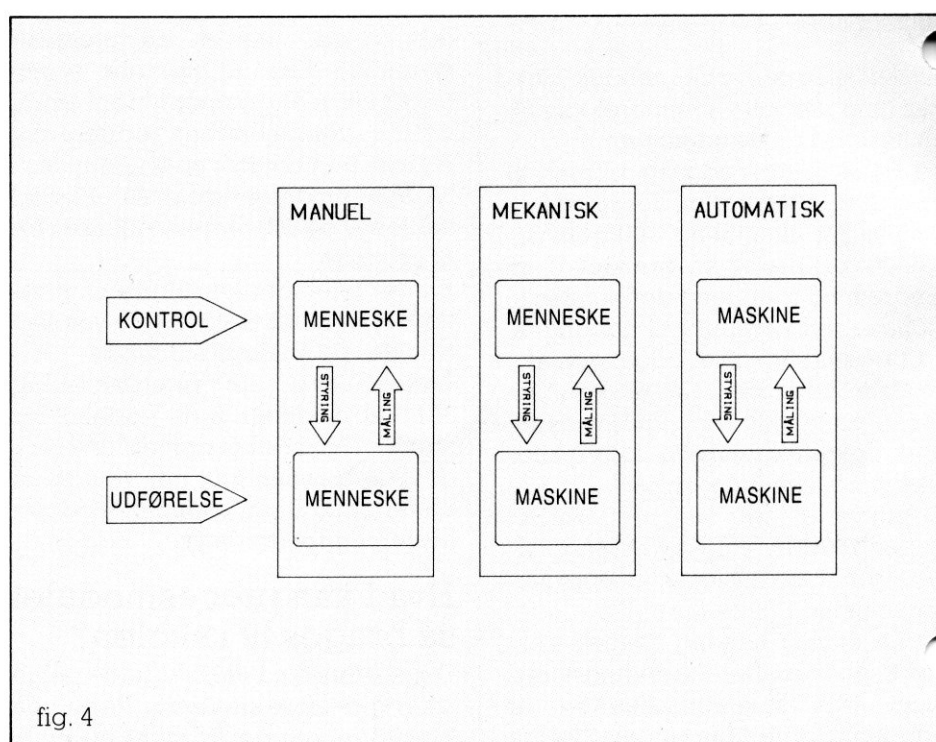 MANUEL
MEKANISK
AUTOMATISK
KONTROL
MENNESKE
MENNESKE
MASKINE
STYRING
MÅLING
STYRING
MÅLING
STYRING
MÅLING
UDFØRELSE
MENNESKE
MASKINE
MASKINE
fig. 4